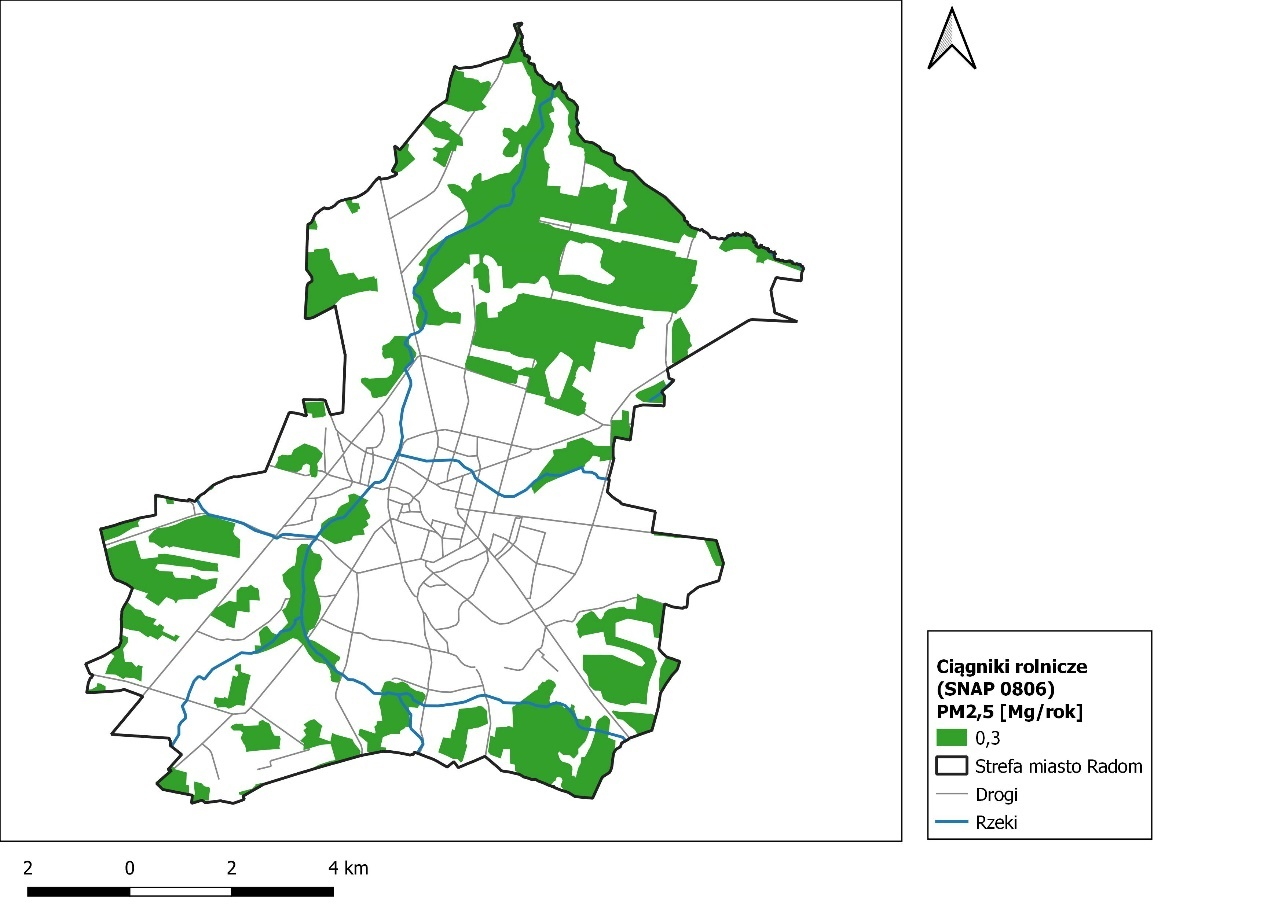 Ciągniki rolnicze
(SNAP 0806)
PM2,5 [Mg/rok]
0,3
Strefa miasto Radom
Drogi
Rzeki
2 0 2 4 km